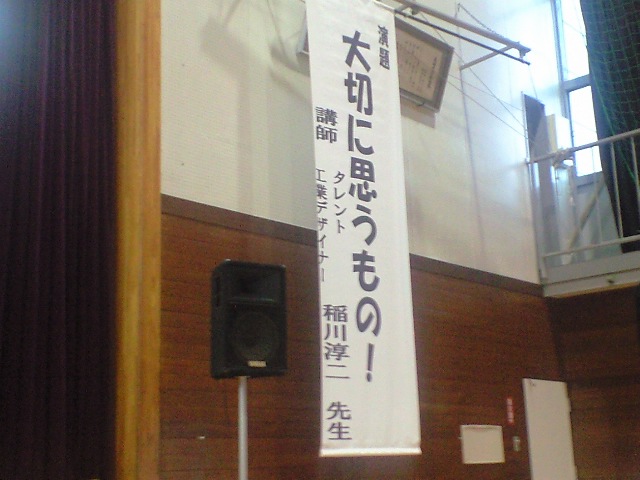 演題
大切に思うもの！
講師
タレント
工業デザイナー
稲川淳二 先生